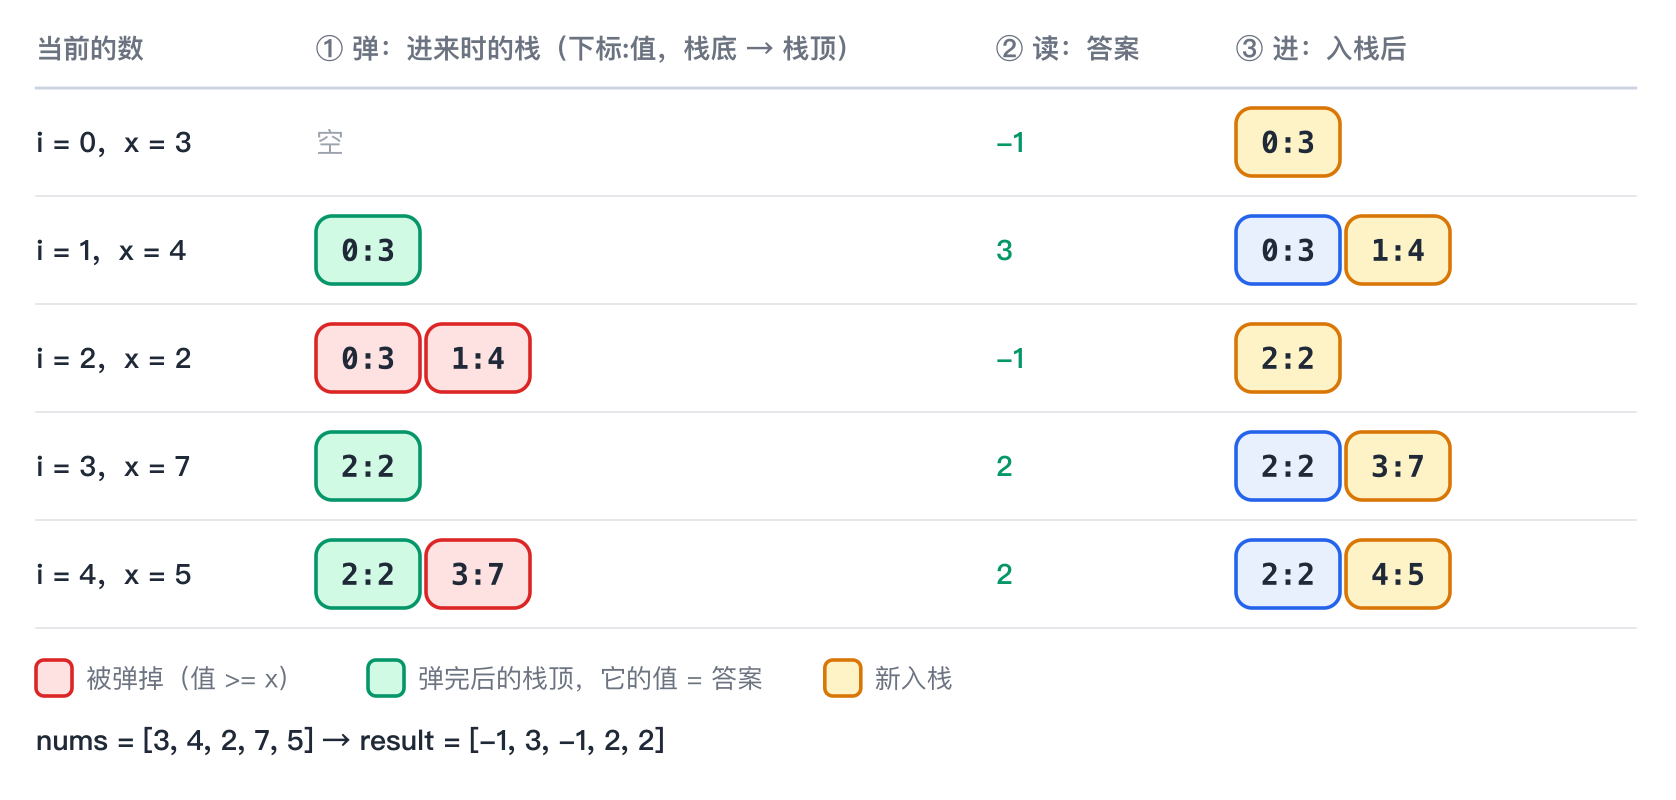 当前的数 ① 弹：进来时的栈（下标:值，栈底 → 栈顶） ② 读：答案 ③ 进：入栈后
i = 0，x = 3 空 −1 0:3
i = 1，x = 4 0:3 3 0:3 1:4
i = 2，x = 2 0:3 1:4 −1 2:2
i = 3，x = 7 2:2 2 2:2 3:7
i = 4，x = 5 2:2 3:7 2 2:2 4:5
被弹掉（值 >= x） 弹完后的栈顶，它的值 = 答案 新入栈
nums = [3, 4, 2, 7, 5] → result = [−1, 3, −1, 2, 2]